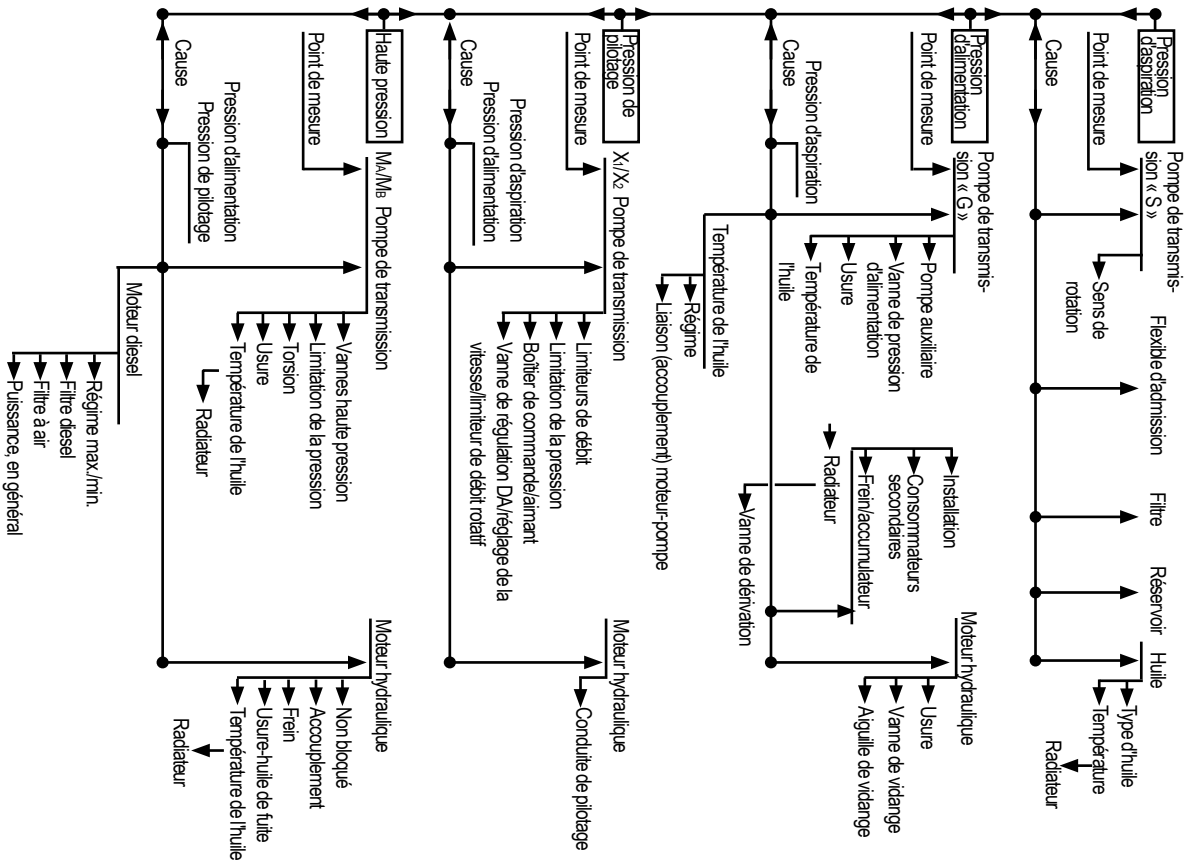 Pression
d'aspiration
Point de mesure
Cause
Pompe de transmis-
sion « S »
Sens de
rotation
Flexible d'admission
Filtre
Réservoir
Huile
Type d'huile
Température
Radiateur
Pression
d'alimentation
Point de mesure
Cause
Pression d'aspiration
Pompe de transmis-
sion « G »
Pompe auxiliaire
Vanne de pression
d'alimentation
Usure
Température de
l'huile
Température de l'huile
Régime
Liaison (accouplement) moteur-pompe
Installation
Consommateurs
secondaires
Frein/accumulateur
Radiateur
Vanne de dérivation
Moteur hydraulique
Usure
Vanne de vidange
Aiguille de vidange
Pression de
pilotage
Point de mesure
Cause
Pression d'aspiration
Pression d'alimentation
X1/X2 Pompe de transmission
Limiteurs de débit
Limitation de la pression
Boîtier de commande/aimant
Vanne de régulation DA/réglage de la
vitesse/limiteur de débit rotatif
Moteur hydraulique
Conduite de pilotage
Haute pression
Point de mesure
Cause
Pression d'alimentation
Pression de pilotage
MA/MB Pompe de transmission
Vannes haute pression
Limitation de la pression
Torsion
Usure
Température de l'huile
Radiateur
Moteur diesel
Régime max./min.
Filtre diesel
Filtre à air
Puissance, en général
Moteur hydraulique
Non bloqué
Accouplement
Frein
Usure-huile de fuite
Température de l'huile
Radiateur